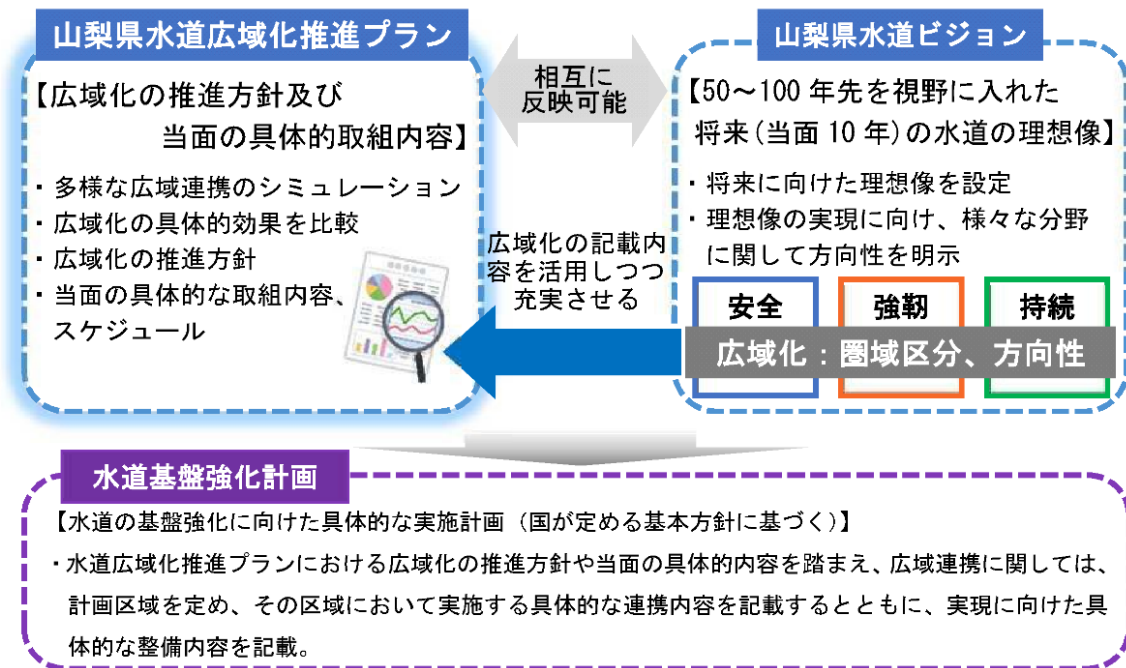 山梨県水道広域化推進プラン
【広域化の推進方針及び
当面の具体的取組内容】
・多様な広域連携のシミュレーション
・広域化の具体的効果を比較
・広域化の推進方針
・当面の具体的な取組内容、
スケジュール
相互に
反映可能
広域化の記載内
容を活用しつつ
充実させる
山梨県水道ビジョン
【50～100年先を視野に入れた
将来(当面10年)の水道の理想像】
・将来に向けた理想像を設定
・理想像の実現に向け、様々な分野
に関して方向性を明示
安全
強靭
持続
広域化：圏域区分、方向性
水道基盤強化計画
【水道の基盤強化に向けた具体的な実施計画（国が定める基本方針に基づく）】
・水道広域化推進プランにおける広域化の推進方針や当面の具体的内容を踏まえ、広域連携に関しては、
計画区域を定め、その区域において実施する具体的な連携内容を記載するとともに、実現に向けた具
体的な整備内容を記載。